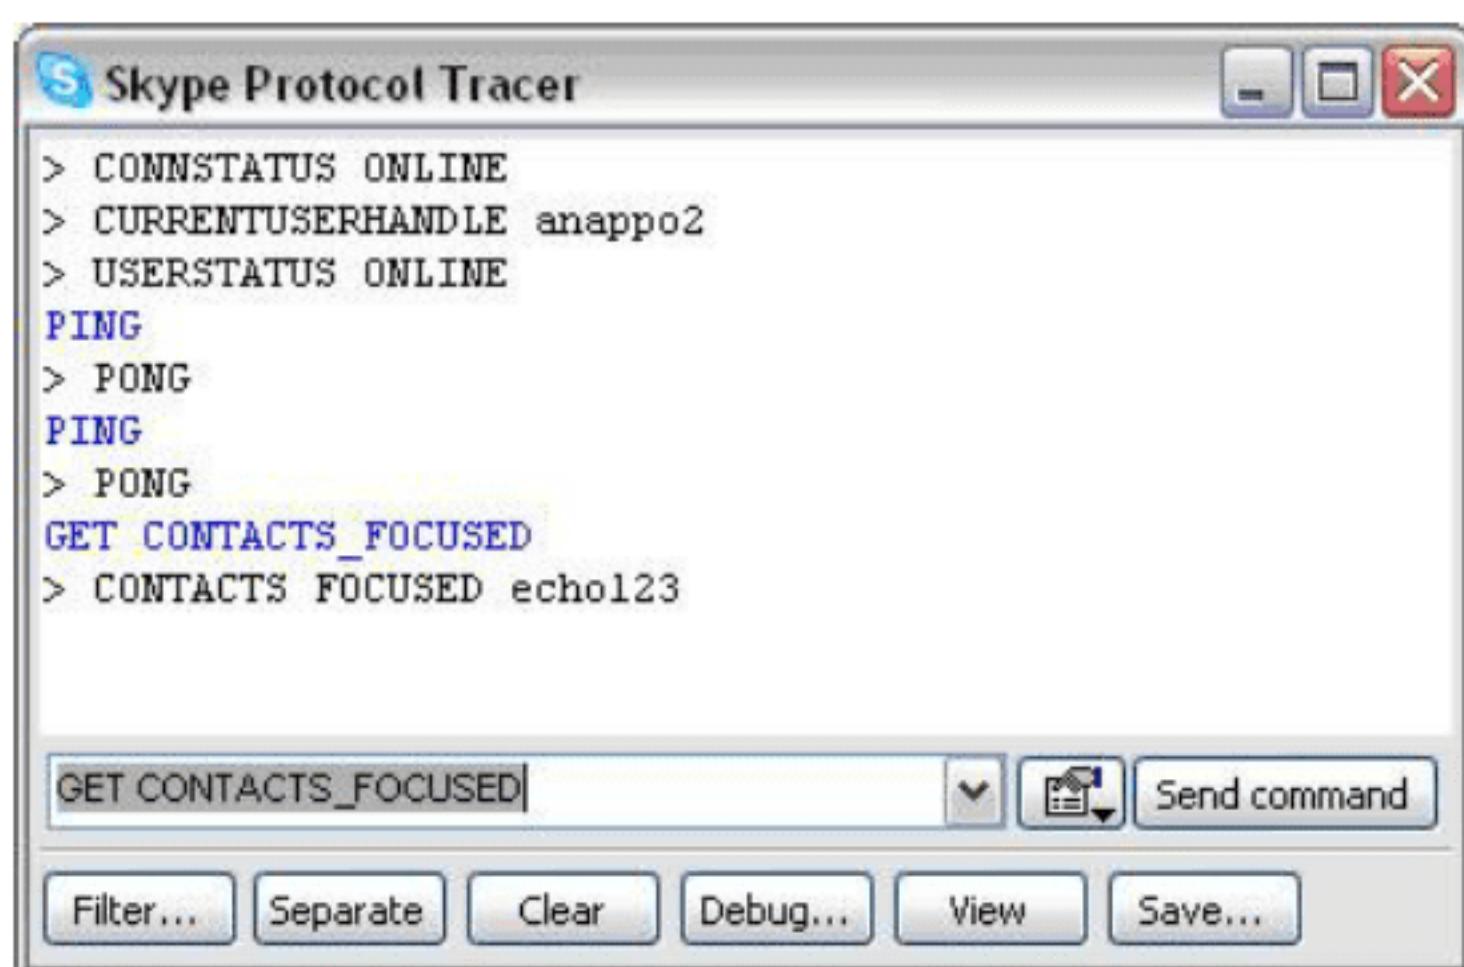 Skype Protocol Tracer
> CONNSTATUS ONLINE
> CURRENTUSERHANDLE anappo2
> USERSTATUS ONLINE
PING
> PONG
PING
> PONG
GET CONTACTS_FOCUSED
> CONTACTS FOCUSED echo123
GET CONTACTS_FOCUSED
Send command
Filter... Separate Clear Debug... View Save...